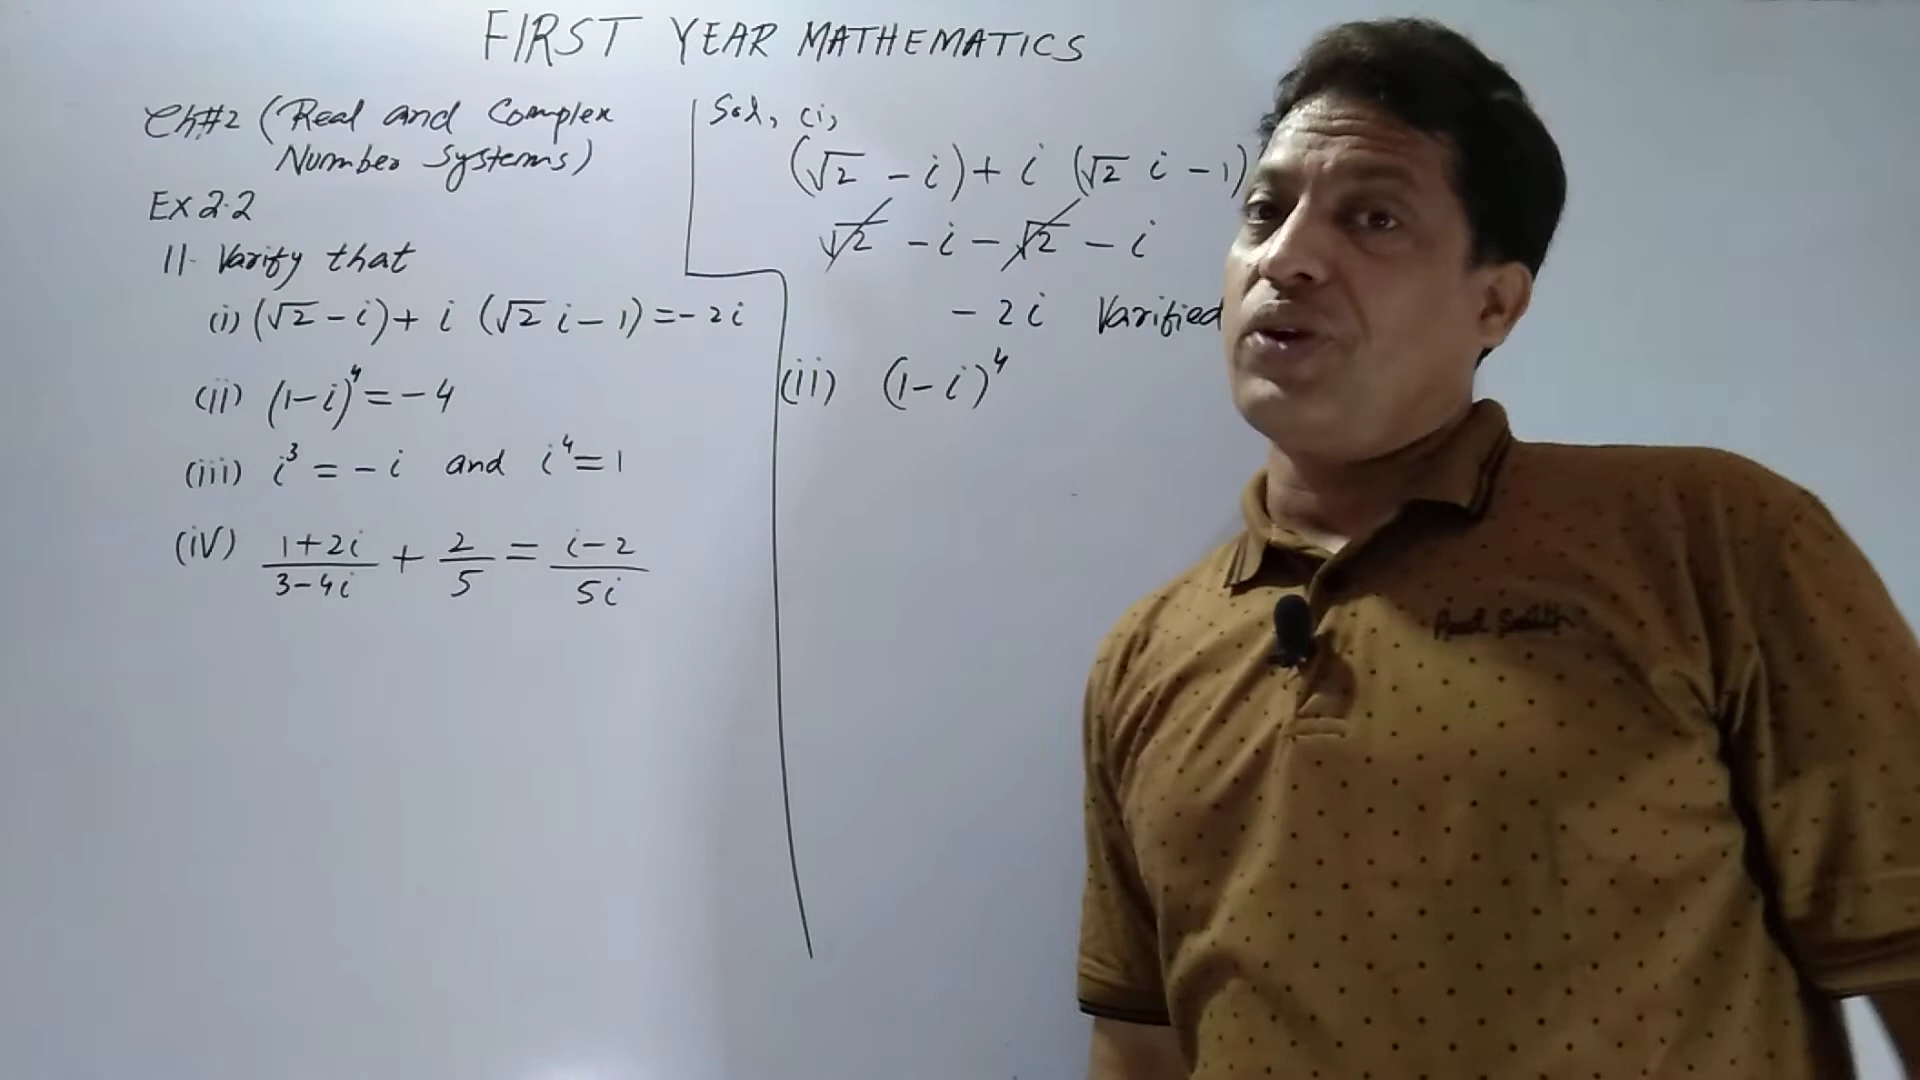 FIRST YEAR MATHEMATICS
Ch#2 (Real and Complex
Number Systems)
Ex 2.2
11. Varify that
(i) (√2 - i) + i (√2 i - 1) = - 2i
(ii) (1 - i)⁴ = - 4
(iii) i³ = - i and i⁴ = 1
(iv) (1+2i)/(3-4i) + 2/5 = (i-2)/(5i)
Sol, (i),
(√2 - i) + i (√2 i - 1)
√2 - i - √2 - i
- 2i Varified
(ii) (1 - i)⁴